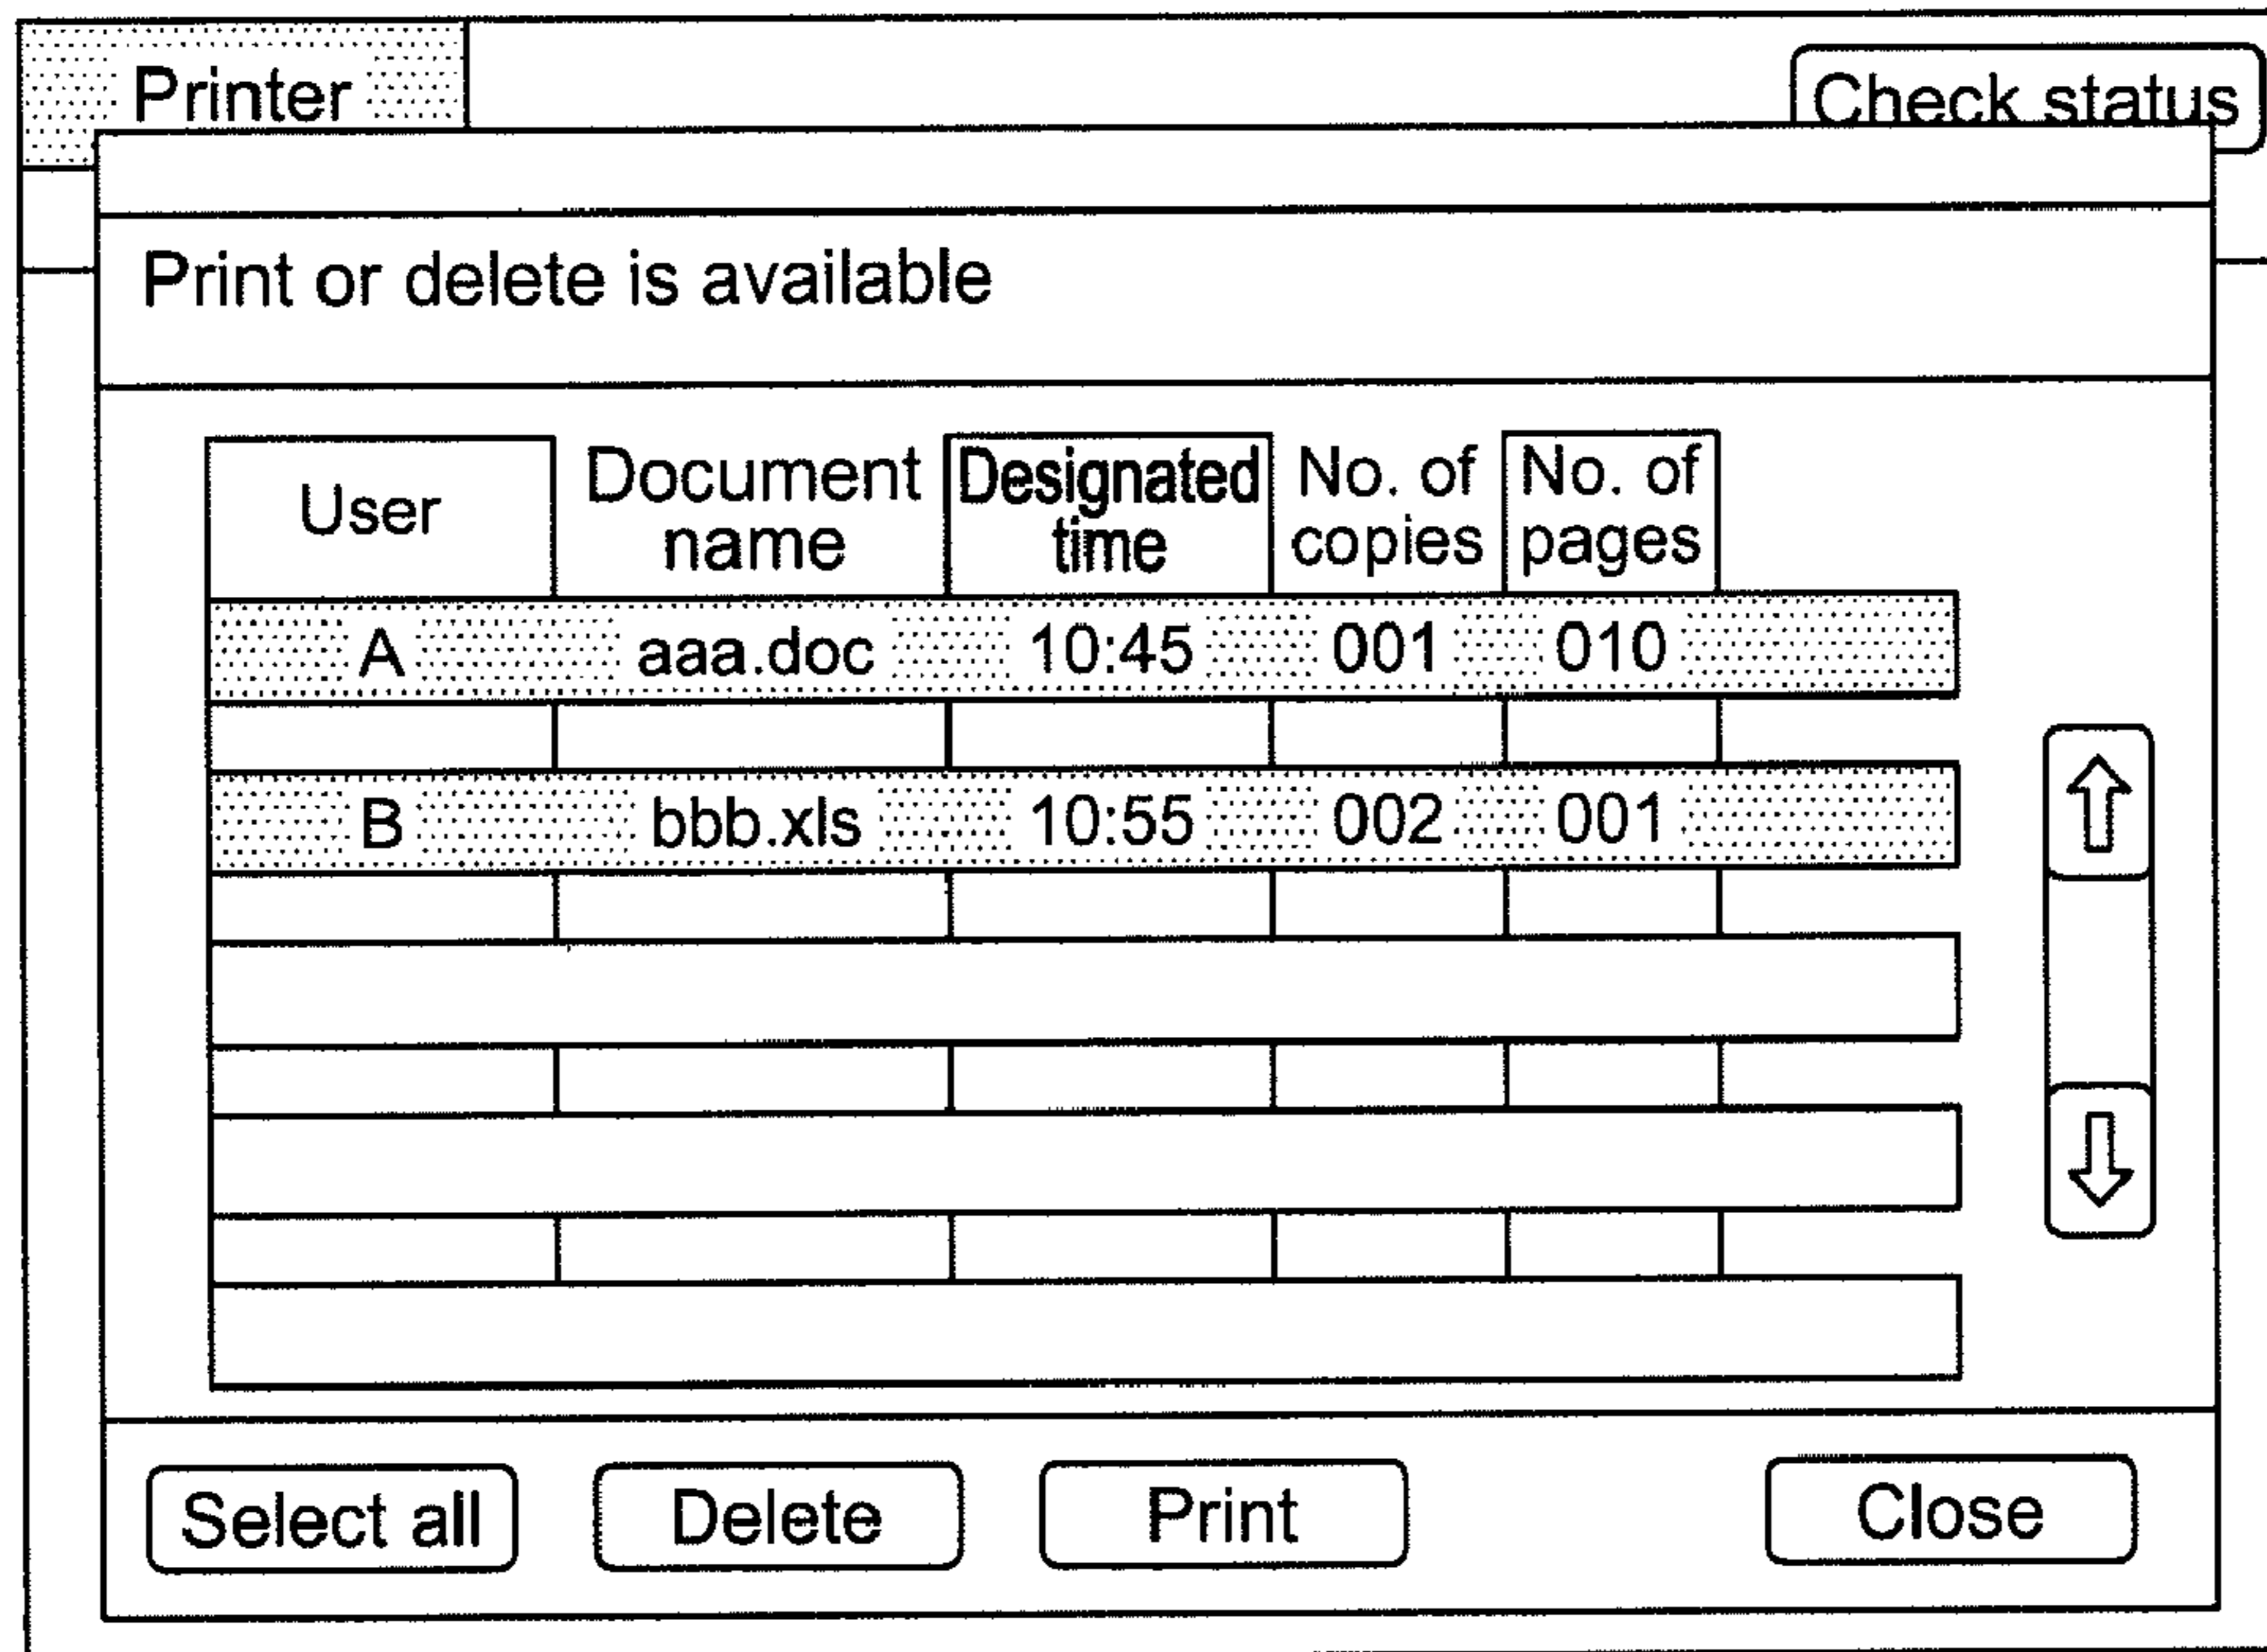 Printer Check status
Print or delete is available
User Document name Designated time No. of copies No. of pages
A aaa.doc 10:45 001 010
B bbb.xls 10:55 002 001
Select all Delete Print Close